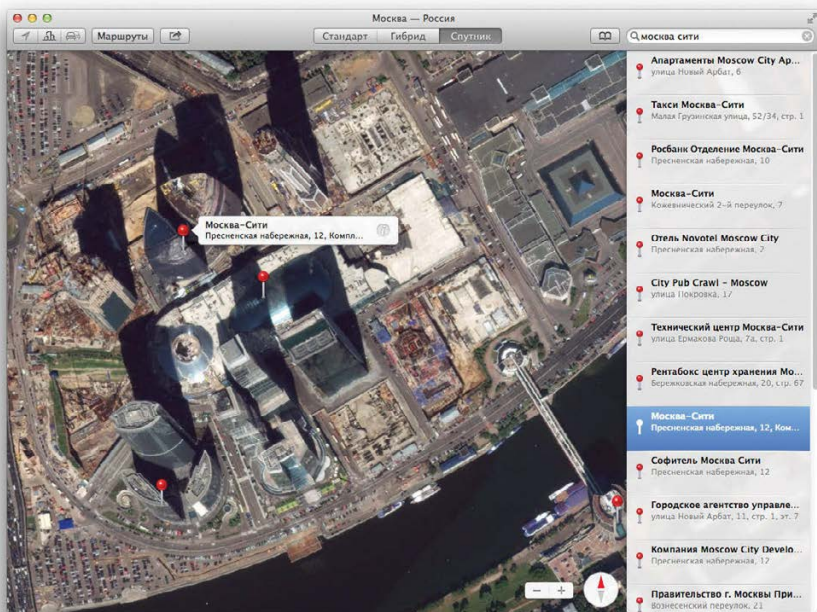 Москва — Россия
Маршруты
Стандарт Гибрид Спутник
москва сити
Москва-Сити
Пресненская набережная, 12, Компл...
Апартаменты Moscow City Ap...
улица Новый Арбат, 6
Такси Москва-Сити
Малая Грузинская улица, 52/34, стр. 1
Росбанк Отделение Москва-Сити
Пресненская набережная, 10
Москва-Сити
Кожевнический 2-й переулок, 7
Отель Novotel Moscow City
Пресненская набережная, 2
City Pub Crawl - Moscow
улица Покровка, 17
Технический центр Москва-Сити
улица Ермакова Роща, 7а, стр. 1
Рентабокс центр хранения Мо...
Бережковская набережная, 20, стр. 67
Москва-Сити
Пресненская набережная, 12, Ком...
Софитель Москва Сити
Пресненская набережная, 12
Городское агентство управле...
улица Новый Арбат, 11, стр. 1, эт. 7
Компания Moscow City Develo...
Пресненская набережная, 12
Правительство г. Москвы При...
Вознесенский переулок, 21